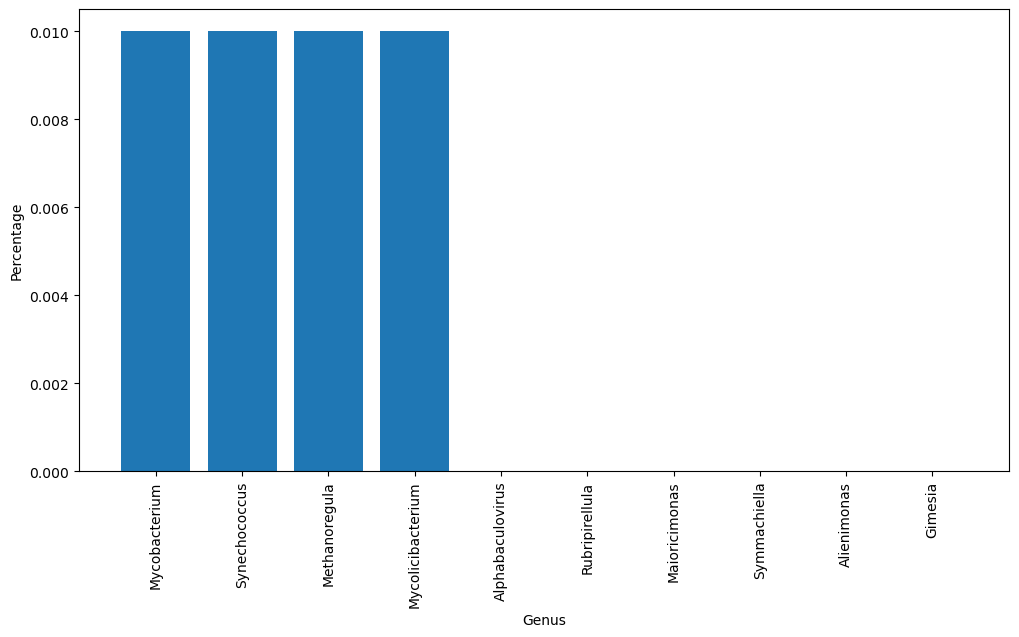 Percentage
0.010
0.008
0.006
0.004
0.002
0.000
Mycobacterium
Synechococcus
Methanoregula
Mycolicibacterium
Alphabaculovirus
Rubripirellula
Maioricimonas
Symmachiella
Alienimonas
Gimesia
Genus